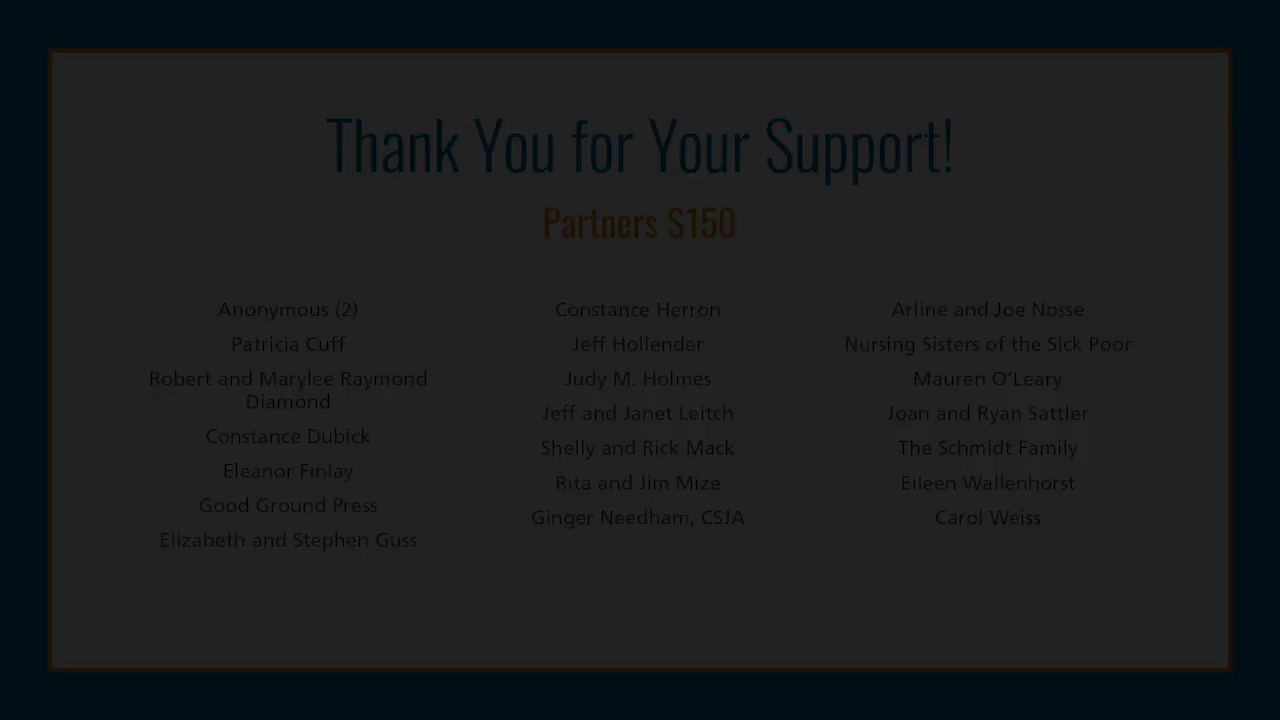 Thank You for Your Support!
Partners $150
Anonymous (2)
Patricia Cuff
Robert and Marylee Raymond
Diamond
Constance Dubick
Eleanor Finlay
Good Ground Press
Elizabeth and Stephen Guss
Constance Herron
Jeff Hollender
Judy M. Holmes
Jeff and Janet Leitch
Shelly and Rick Mack
Rita and Jim Mize
Ginger Needham, CSJA
Arline and Joe Nosse
Nursing Sisters of the Sick Poor
Mauren O'Leary
Joan and Ryan Sattler
The Schmidt Family
Eileen Wallenhorst
Carol Weiss